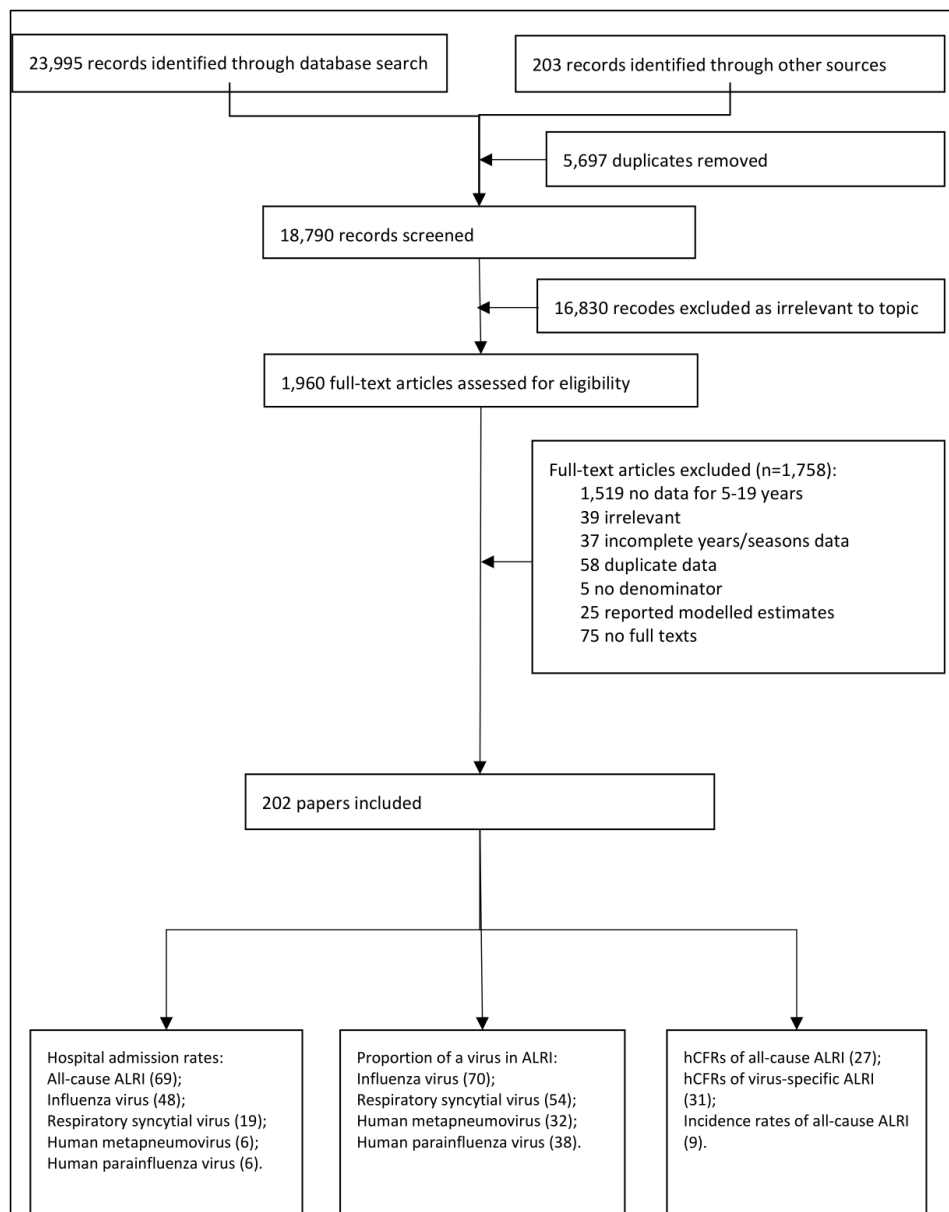 23,995 records identified through database search
203 records identified through other sources
5,697 duplicates removed
18,790 records screened
16,830 recodes excluded as irrelevant to topic
1,960 full-text articles assessed for eligibility
Full-text articles excluded (n=1,758):
1,519 no data for 5-19 years
39 irrelevant
37 incomplete years/seasons data
58 duplicate data
5 no denominator
25 reported modelled estimates
75 no full texts
202 papers included
Hospital admission rates:
All-cause ALRI (69);
Influenza virus (48);
Respiratory syncytial virus (19);
Human metapneumovirus (6);
Human parainfluenza virus (6).
Proportion of a virus in ALRI:
Influenza virus (70);
Respiratory syncytial virus (54);
Human metapneumovirus (32);
Human parainfluenza virus (38).
hCFRs of all-cause ALRI (27);
hCFRs of virus-specific ALRI
(31);
Incidence rates of all-cause ALRI
(9).